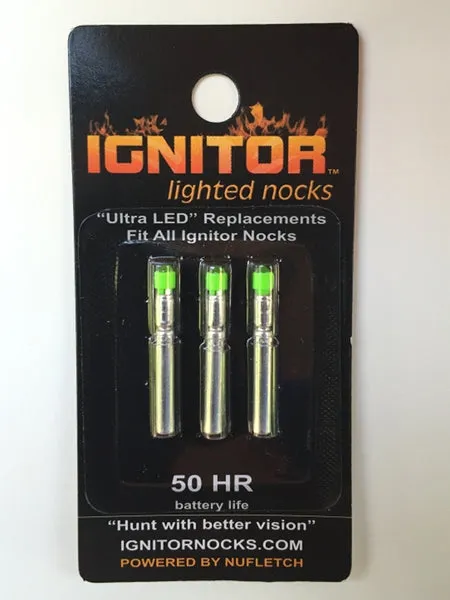 IGNITOR™
lighted nocks
“Ultra LED” Replacements
Fit All Ignitor Nocks
50 HR
battery life
“Hunt with better vision”
IGNITORNOCKS.COM
POWERED BY NUFLETCH